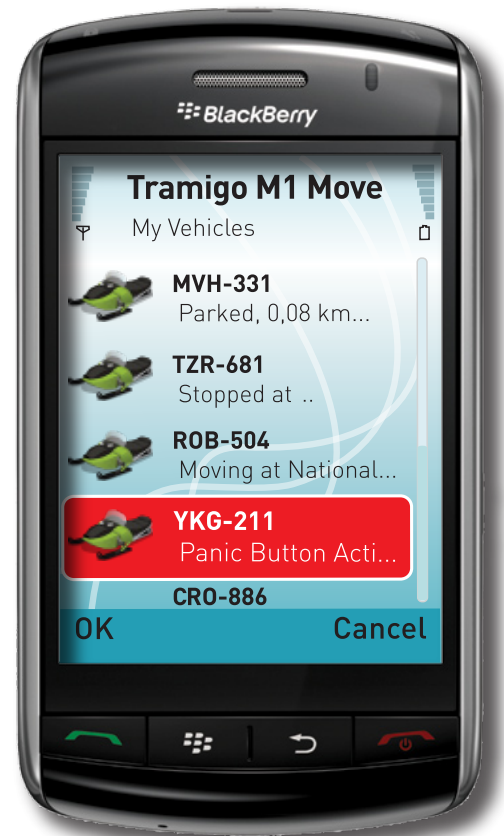 BlackBerry
Tramigo M1 Move
My Vehicles
MVH-331
Parked, 0,08 km...
TZR-681
Stopped at ..
ROB-504
Moving at National...
YKG-211
Panic Button Acti...
CRO-886
OK Cancel